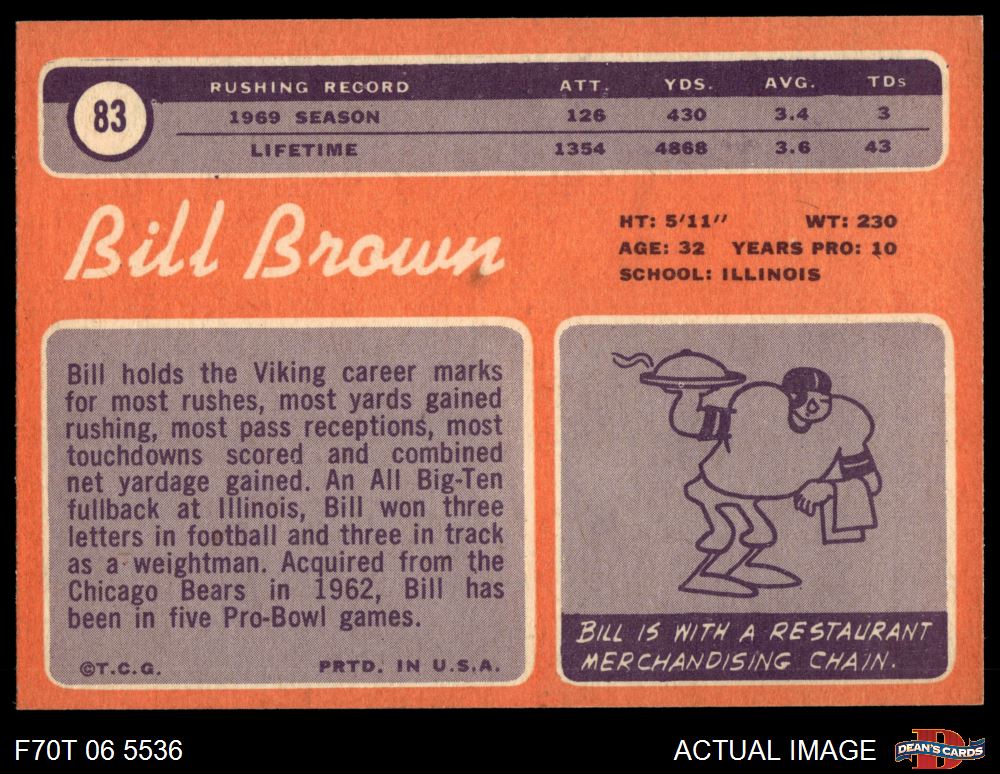 83
RUSHING RECORD ATT. YDS. AVG. TDs
1969 SEASON 126 430 3.4 3
LIFETIME 1354 4868 3.6 43
Bill Brown
HT: 5'11" WT: 230
AGE: 32 YEARS PRO: 10
SCHOOL: ILLINOIS
Bill holds the Viking career marks
for most rushes, most yards gained
rushing, most pass receptions, most
touchdowns scored and combined
net yardage gained. An All Big-Ten
fullback at Illinois, Bill won three
letters in football and three in track
as a weightman. Acquired from the
Chicago Bears in 1962, Bill has
been in five Pro-Bowl games.
©T.C.G. PRTD. IN U.S.A.
BILL IS WITH A RESTAURANT
MERCHANDISING CHAIN.
F70T 06 5536
ACTUAL IMAGE
DEAN'S CARDS